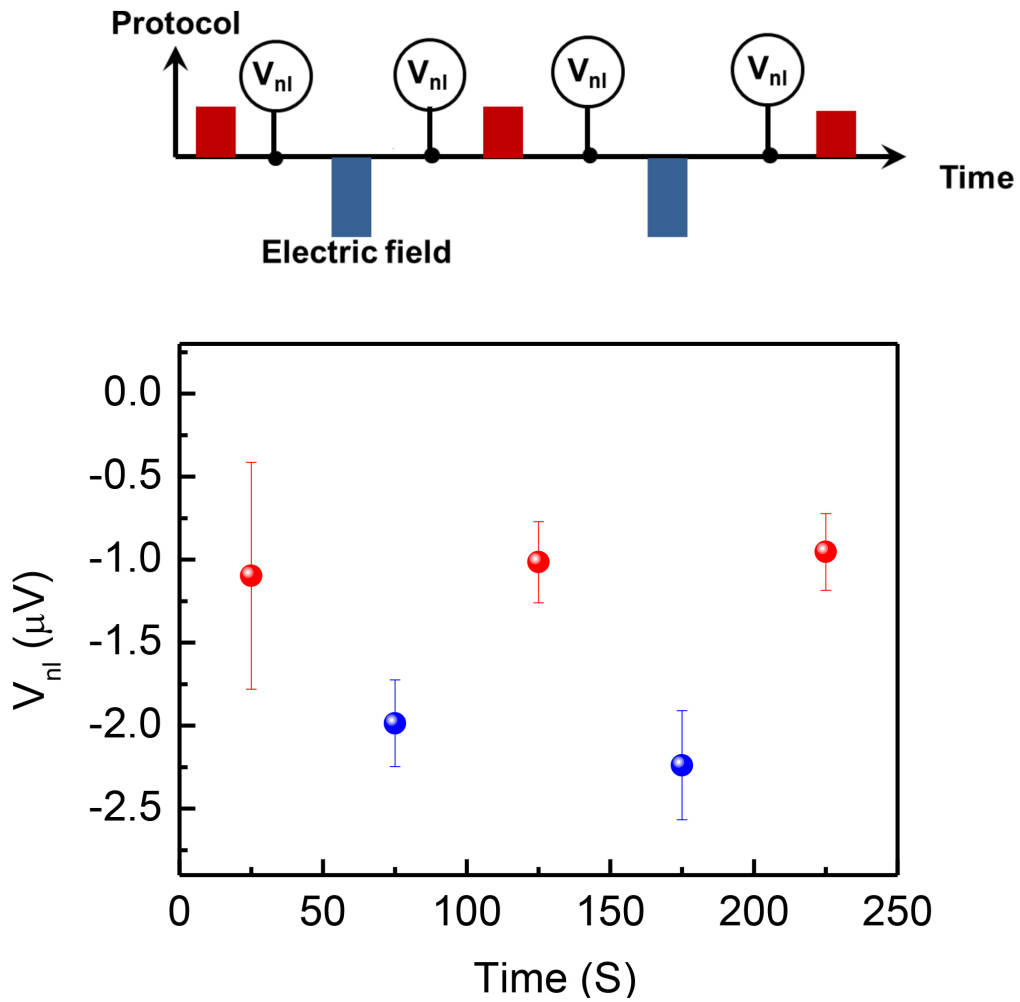 Protocol
Vnl Vnl Vnl Vnl
Time
Electric field
0.0
-0.5
-1.0
-1.5
-2.0
-2.5
Vnl (μV)
0 50 100 150 200 250
Time (S)